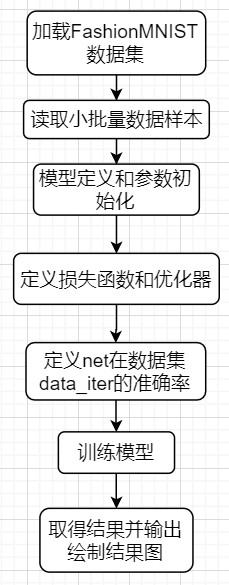 加载FashionMNIST
数据集
读取小批量数据样本
模型定义和参数初
始化
定义损失函数和优化器
定义net在数据集
data_iter的准确率
训练模型
取得结果并输出
绘制结果图